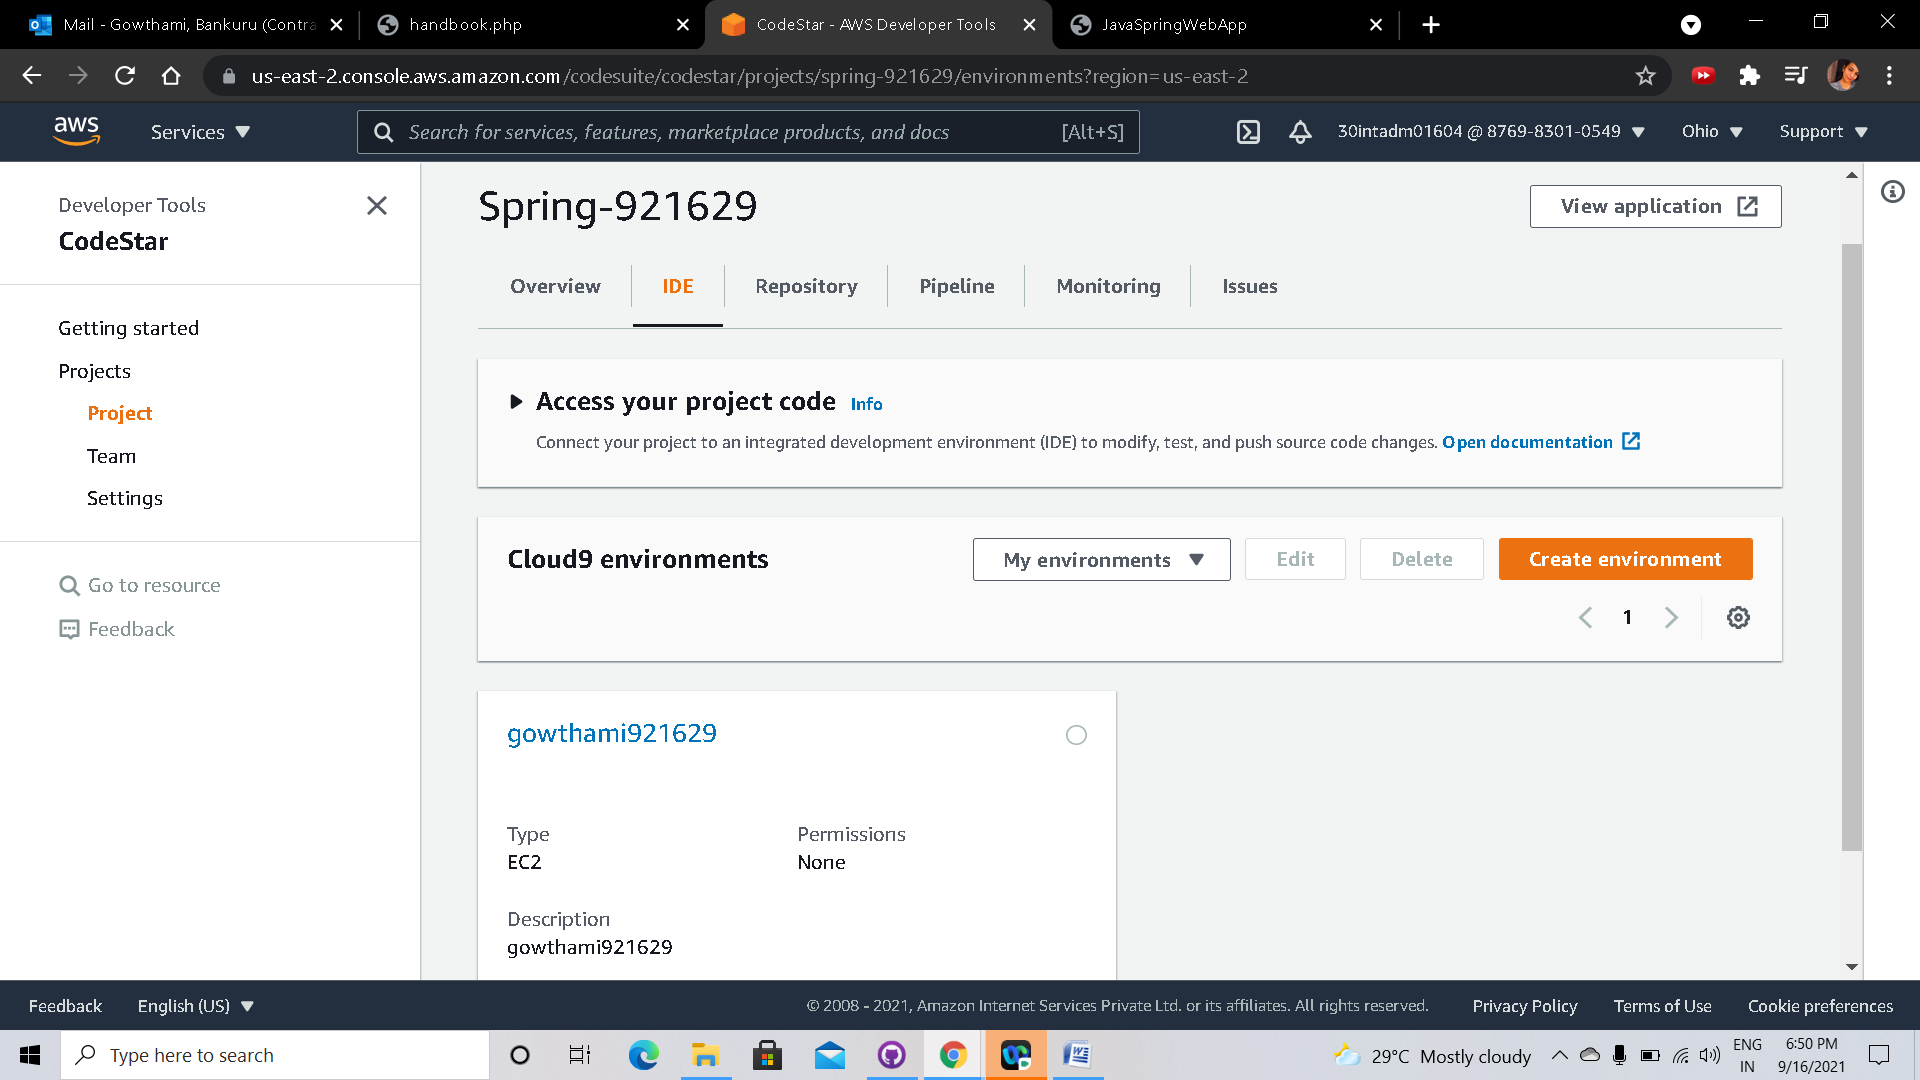 Mail - Gowthami, Bankuru (Contra
handbook.php
CodeStar - AWS Developer Tools
JavaSpringWebApp
us-east-2.console.aws.amazon.com/codesuite/codestar/projects/spring-921629/environments?region=us-east-2
aws
Services
Search for services, features, marketplace products, and docs
[Alt+S]
30intadm01604 @ 8769-8301-0549
Ohio
Support
Developer Tools
CodeStar
Getting started
Projects
Project
Team
Settings
Go to resource
Feedback
Spring-921629
View application
Overview
IDE
Repository
Pipeline
Monitoring
Issues
Access your project code Info
Connect your project to an integrated development environment (IDE) to modify, test, and push source code changes. Open documentation
Cloud9 environments
My environments
Edit
Delete
Create environment
1
gowthami921629
Type
EC2
Permissions
None
Description
gowthami921629
Feedback
English (US)
© 2008 - 2021, Amazon Internet Services Private Ltd. or its affiliates. All rights reserved.
Privacy Policy
Terms of Use
Cookie preferences
Type here to search
29°C Mostly cloudy
ENG
IN
6:50 PM
9/16/2021